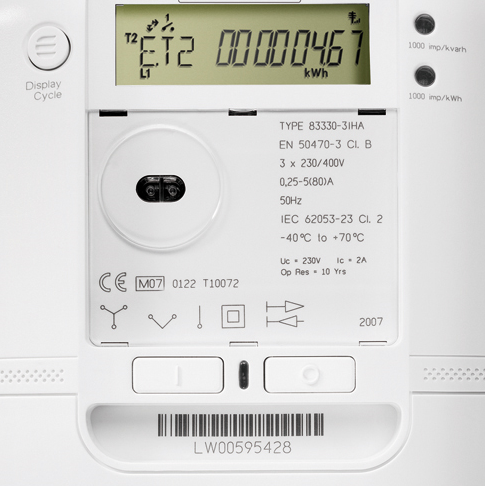 T2
E.T2 00000467
L1 kWh
Display
Cycle
1000 imp/kvarh
1000 imp/kWh
TYPE 83330-3IHA
EN 50470-3 Cl. B
3 x 230/400V
0,25-5(80)A
50Hz
IEC 62053-23 Cl. 2
-40°C to +70°C
Uc = 230V Ic = 2A
Op Res = 10 Yrs
CE M07 0122 T10072
2007
LW00595428